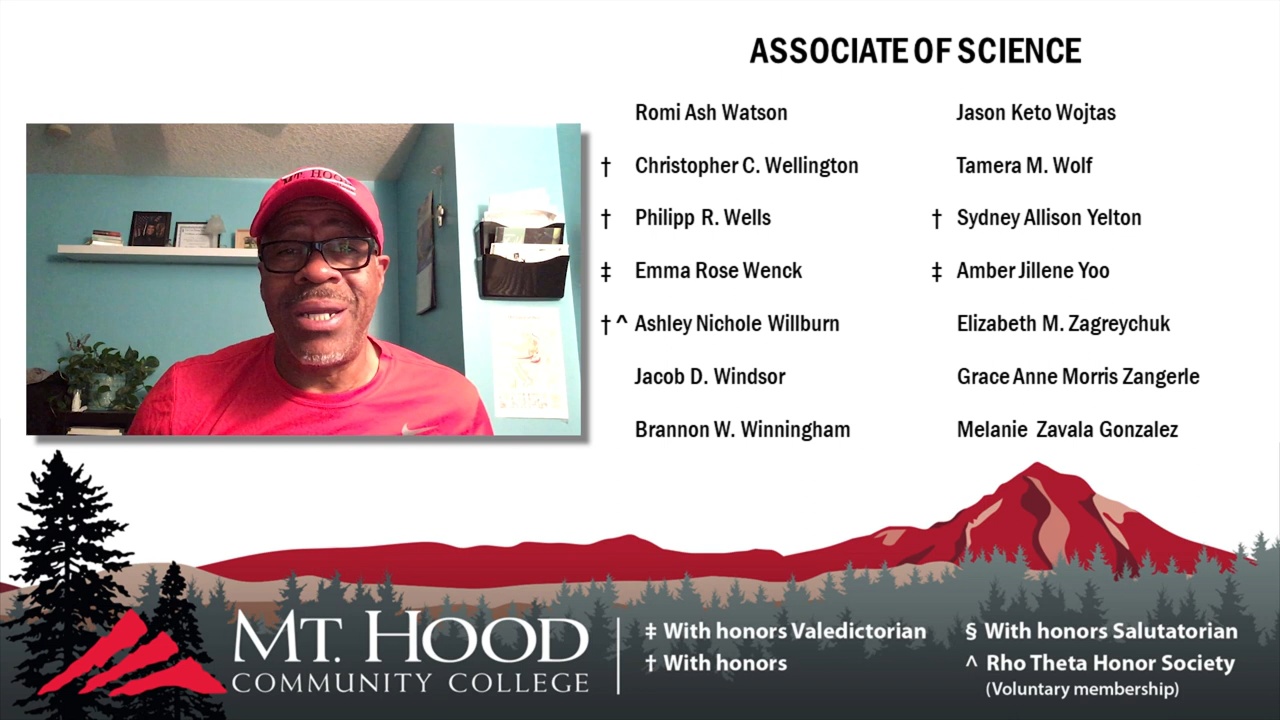 ASSOCIATE OF SCIENCE
Romi Ash Watson
† Christopher C. Wellington
† Philipp R. Wells
‡ Emma Rose Wenck
† ^ Ashley Nichole Willburn
Jacob D. Windsor
Brannon W. Winningham
Jason Keto Wojtas
Tamera M. Wolf
† Sydney Allison Yelton
‡ Amber Jillene Yoo
Elizabeth M. Zagreychuk
Grace Anne Morris Zangerle
Melanie Zavala Gonzalez
MT. HOOD
MT. HOOD
COMMUNITY COLLEGE
‡ With honors Valedictorian
† With honors
§ With honors Salutatorian
^ Rho Theta Honor Society
(Voluntary membership)